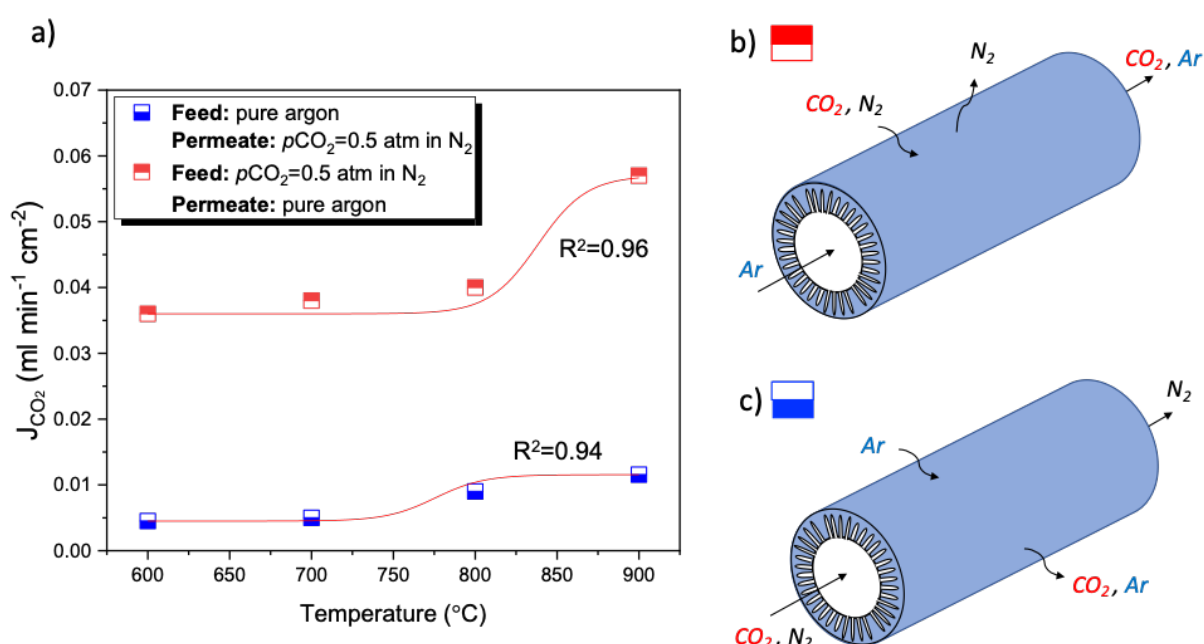 a)
0.07
0.06
0.05
0.04
0.03
0.02
0.01
0.00
J_CO₂ (ml min⁻¹ cm⁻²)
Feed: pure argon
Permeate: pCO₂=0.5 atm in N₂
Feed: pCO₂=0.5 atm in N₂
Permeate: pure argon
R²=0.96
R²=0.94
600 650 700 750 800 850 900
Temperature (°C)
b)
N₂
CO₂, Ar
CO₂, N₂
Ar
c)
N₂
Ar
CO₂, Ar
CO₂, N₂